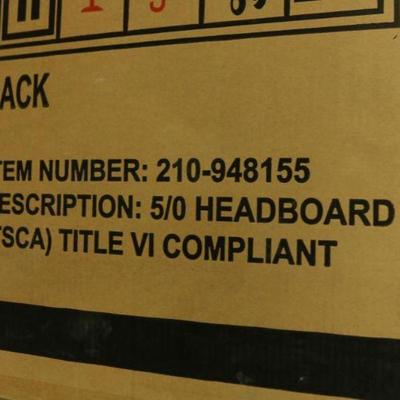 ACK
TEM NUMBER: 210-948155
ESCRIPTION: 5/0 HEADBOARD
TSCA) TITLE VI COMPLIANT